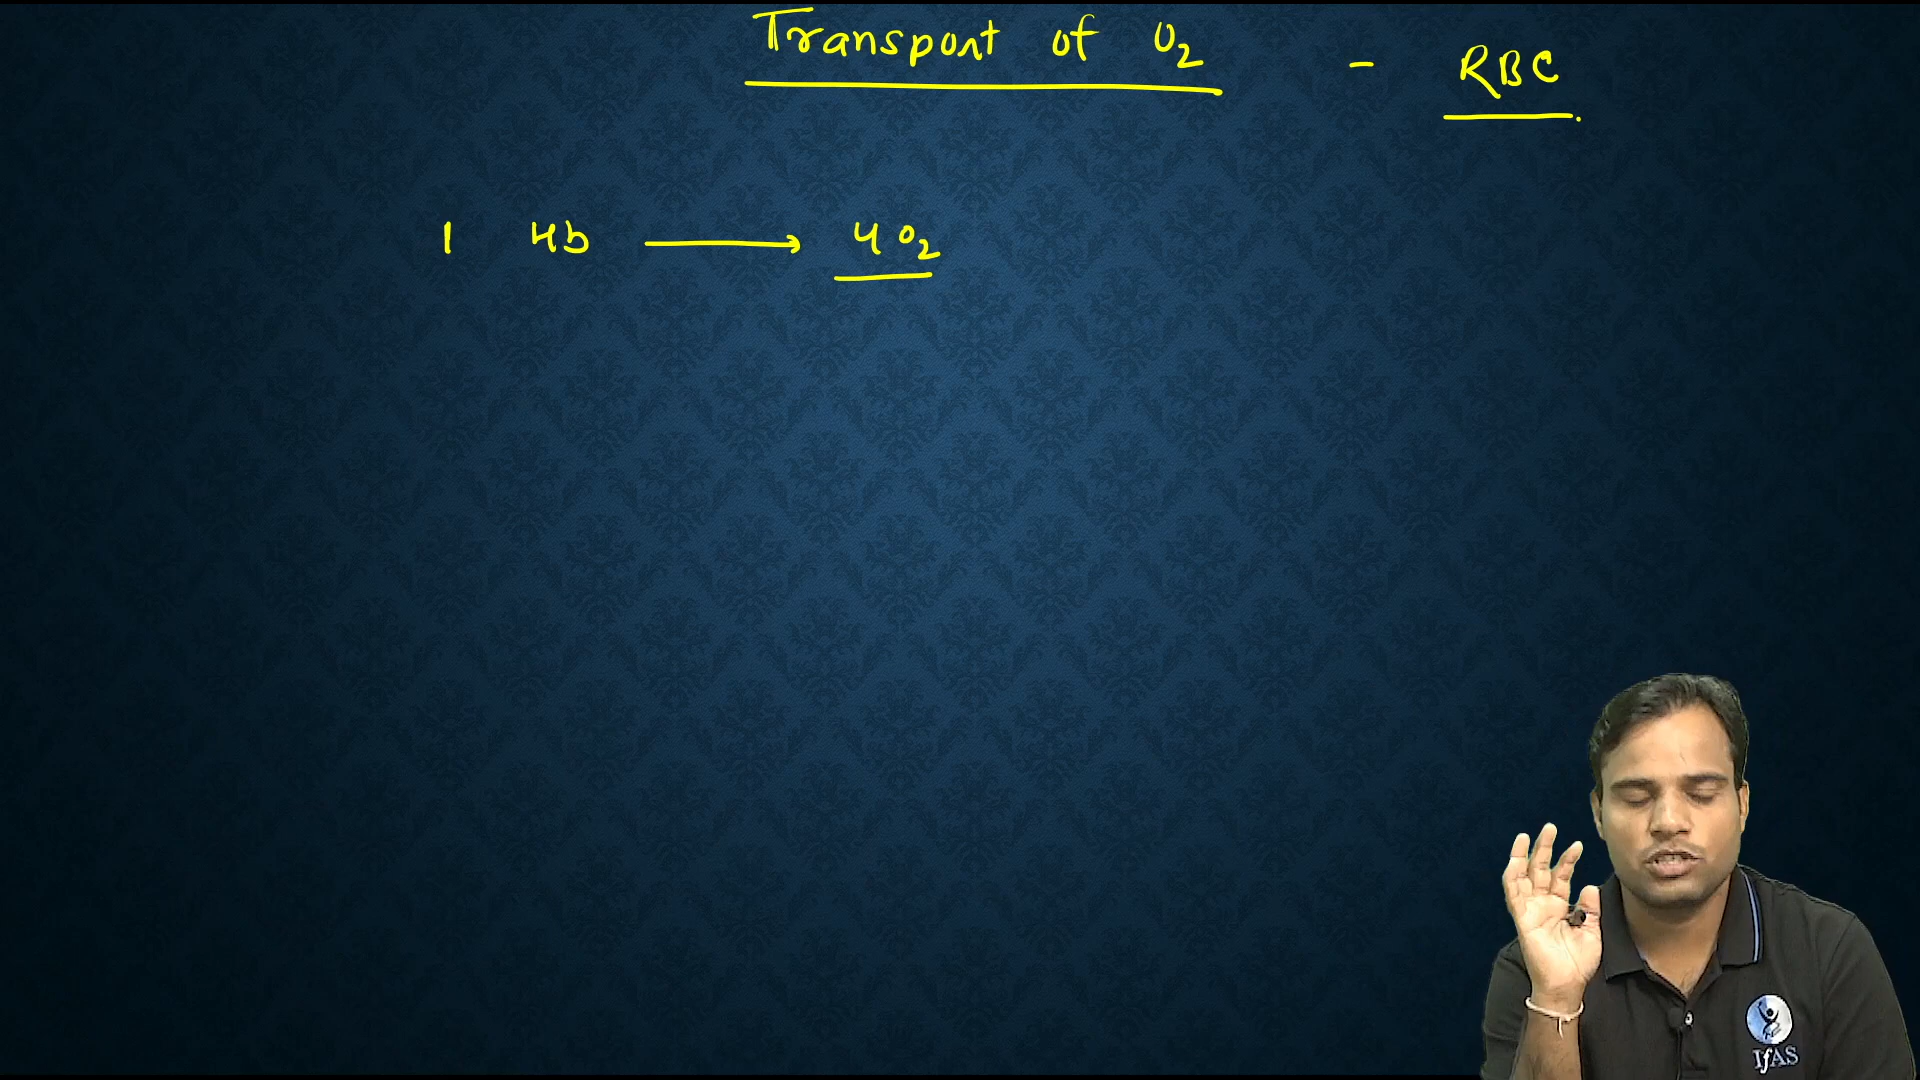 Transport of O2 - RBC
1 Hb → 4 O2
IfAS